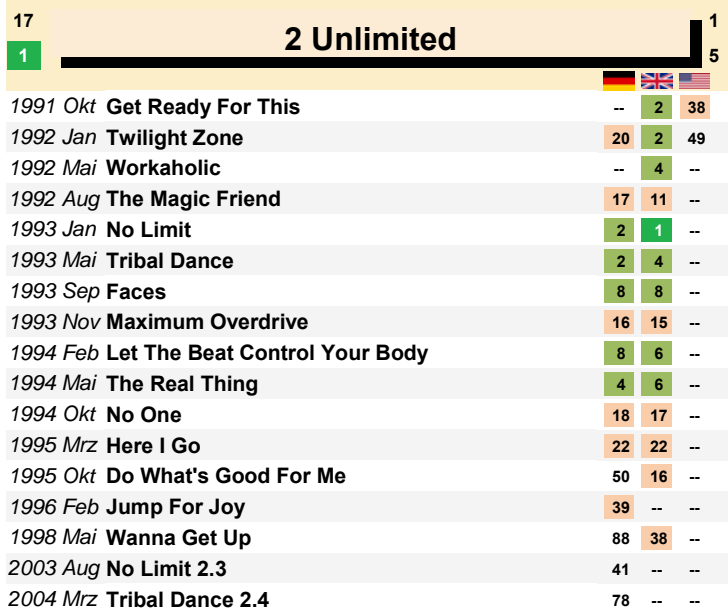 17 2 Unlimited 1
1 5
1991 Okt Get Ready For This -- 2 38
1992 Jan Twilight Zone 20 2 49
1992 Mai Workaholic -- 4 --
1992 Aug The Magic Friend 17 11 --
1993 Jan No Limit 2 1 --
1993 Mai Tribal Dance 2 4 --
1993 Sep Faces 8 8 --
1993 Nov Maximum Overdrive 16 15 --
1994 Feb Let The Beat Control Your Body 8 6 --
1994 Mai The Real Thing 4 6 --
1994 Okt No One 18 17 --
1995 Mrz Here I Go 22 22 --
1995 Okt Do What's Good For Me 50 16 --
1996 Feb Jump For Joy 39 -- --
1998 Mai Wanna Get Up 88 38 --
2003 Aug No Limit 2.3 41 -- --
2004 Mrz Tribal Dance 2.4 78 -- --